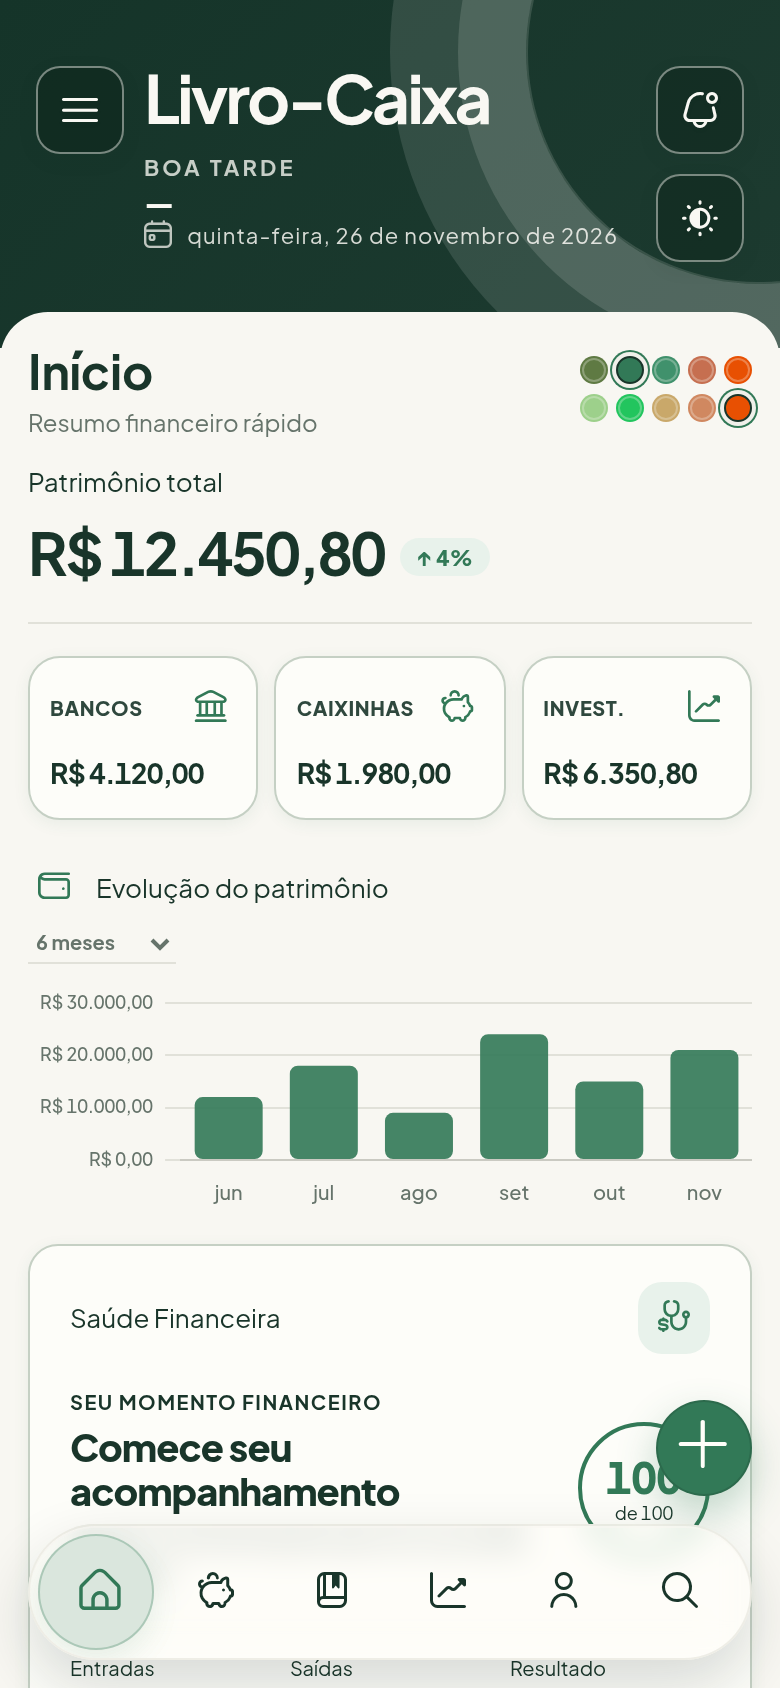 Livro-Caixa
BOA TARDE
quinta-feira, 26 de novembro de 2026
Início
Resumo financeiro rápido
Patrimônio total
R$ 12.450,80 ↑ 4%
BANCOS
R$ 4.120,00
CAIXINHAS
R$ 1.980,00
INVEST.
R$ 6.350,80
Evolução do patrimônio
6 meses
R$ 30.000,00
R$ 20.000,00
R$ 10.000,00
R$ 0,00
jun jul ago set out nov
Saúde Financeira
SEU MOMENTO FINANCEIRO
Comece seu
acompanhamento
100
de 100
Entradas Saídas Resultado